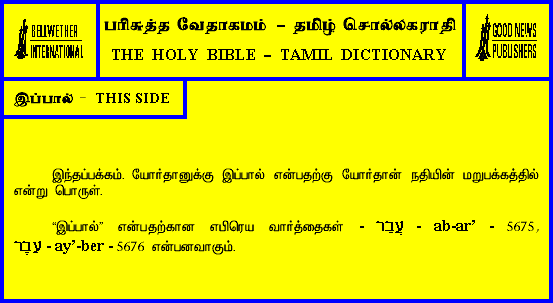 BELLWETHER
INTERNATIONAL
பரிசுத்த வேதாகமம் - தமிழ் சொல்லகராதி
THE HOLY BIBLE - TAMIL DICTIONARY
GOOD NEWS
PUBLISHERS
இப்பால் - THIS SIDE
இந்தப்பக்கம். யோர்தானுக்கு இப்பால் என்பதற்கு யோர்தான் நதியின் மறுபக்கத்தில்
என்று பொருள்.
“இப்பால்” என்பதற்கான எபிரெய வார்த்தைகள் - עָבַר - ab-ar’ - 5675,
עֵבֶר - ay’-ber - 5676 என்பனவாகும்.